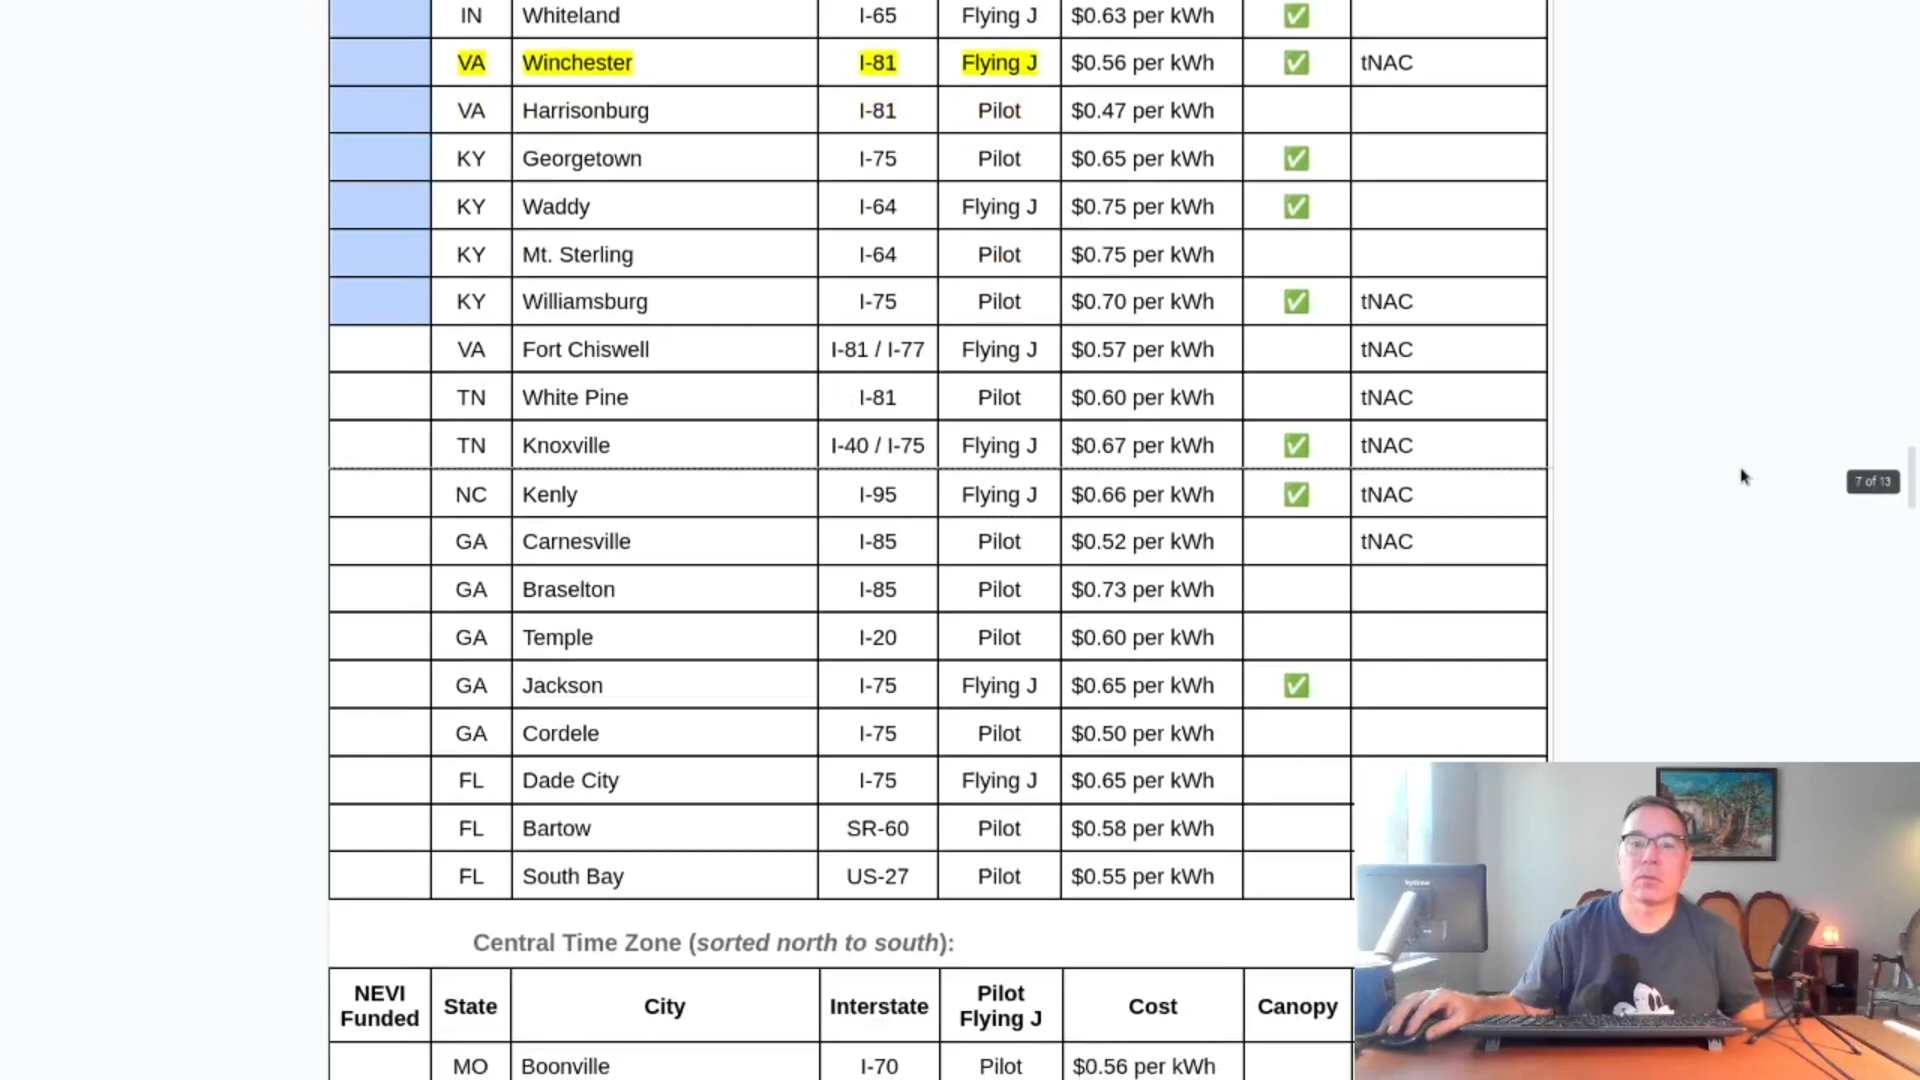 IN Whiteland I-65 Flying J $0.63 per kWh ✅
VA Winchester I-81 Flying J $0.56 per kWh ✅ tNAC
VA Harrisonburg I-81 Pilot $0.47 per kWh
KY Georgetown I-75 Pilot $0.65 per kWh ✅
KY Waddy I-64 Flying J $0.75 per kWh ✅
KY Mt. Sterling I-64 Pilot $0.75 per kWh
KY Williamsburg I-75 Pilot $0.70 per kWh ✅ tNAC
VA Fort Chiswell I-81 / I-77 Flying J $0.57 per kWh tNAC
TN White Pine I-81 Pilot $0.60 per kWh tNAC
TN Knoxville I-40 / I-75 Flying J $0.67 per kWh ✅ tNAC
7 of 13
NC Kenly I-95 Flying J $0.66 per kWh ✅ tNAC
GA Carnesville I-85 Pilot $0.52 per kWh tNAC
GA Braselton I-85 Pilot $0.73 per kWh
GA Temple I-20 Pilot $0.60 per kWh
GA Jackson I-75 Flying J $0.65 per kWh ✅
GA Cordele I-75 Pilot $0.50 per kWh
FL Dade City I-75 Flying J $0.65 per kWh
FL Bartow SR-60 Pilot $0.58 per kWh
FL South Bay US-27 Pilot $0.55 per kWh
Central Time Zone (sorted north to south):
NEVI Funded State City Interstate Pilot Flying J Cost Canopy
MO Boonville I-70 Pilot $0.56 per kWh